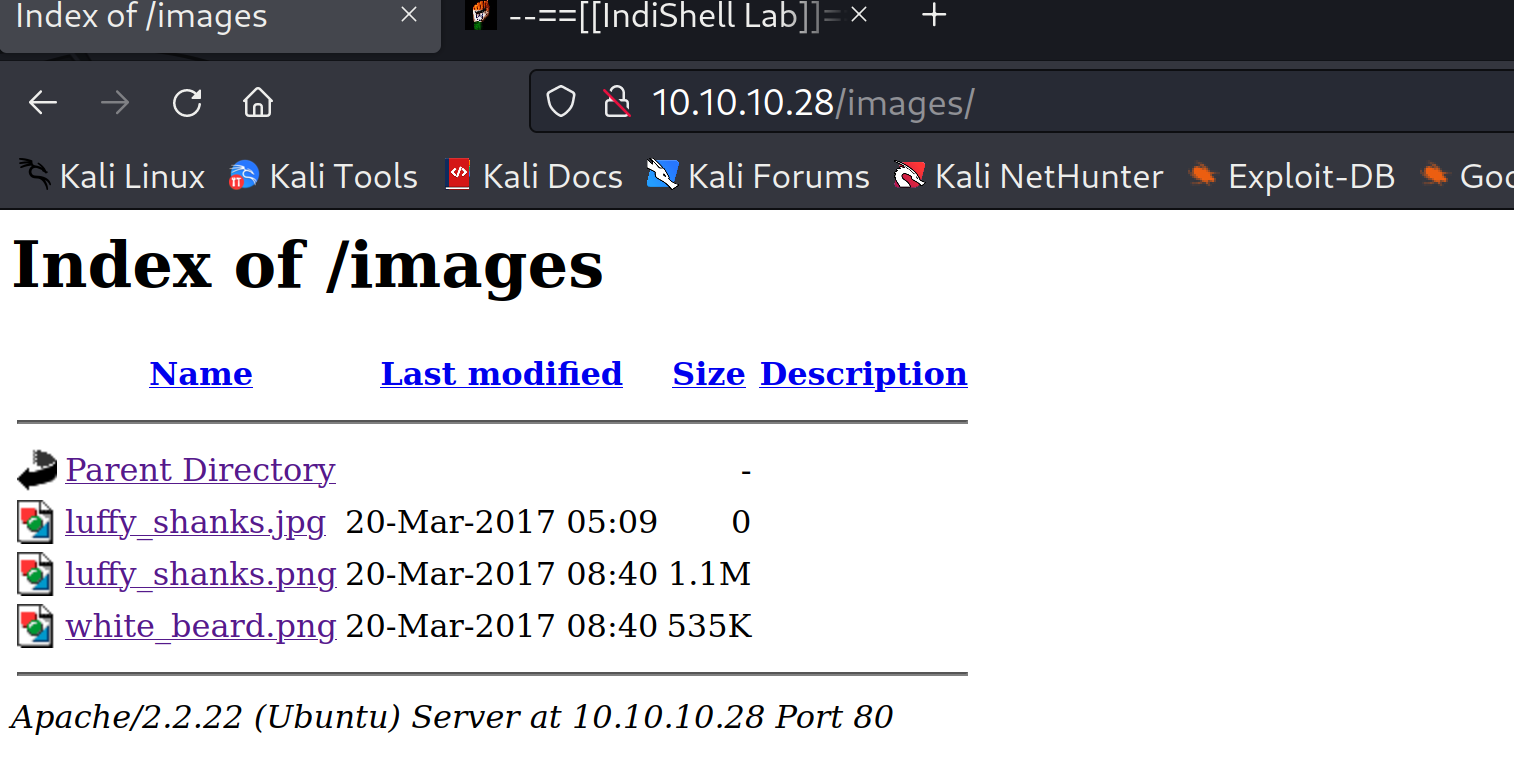 Index of /images
--==[[IndiShell Lab]]=
10.10.10.28/images/
Kali Linux Kali Tools Kali Docs Kali Forums Kali NetHunter Exploit-DB Goo
Index of /images
Name Last modified Size Description
Parent Directory -
luffy_shanks.jpg 20-Mar-2017 05:09 0
luffy_shanks.png 20-Mar-2017 08:40 1.1M
white_beard.png 20-Mar-2017 08:40 535K
Apache/2.2.22 (Ubuntu) Server at 10.10.10.28 Port 80